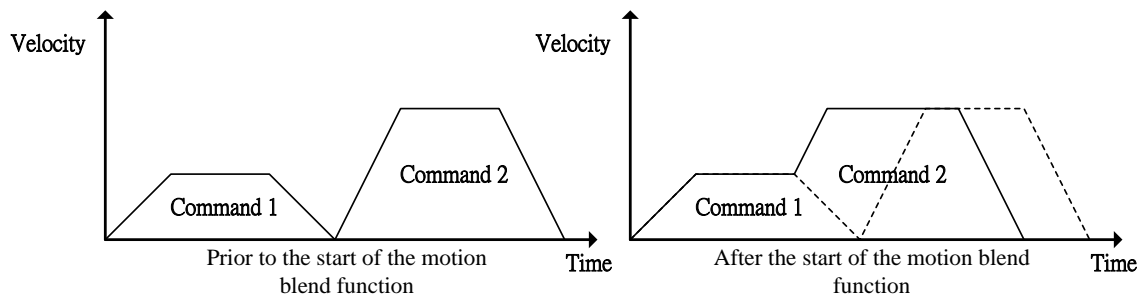 Velocity
Command 1
Command 2
Time
Prior to the start of the motion
blend function
Velocity
Command 1
Command 2
Time
After the start of the motion blend
function